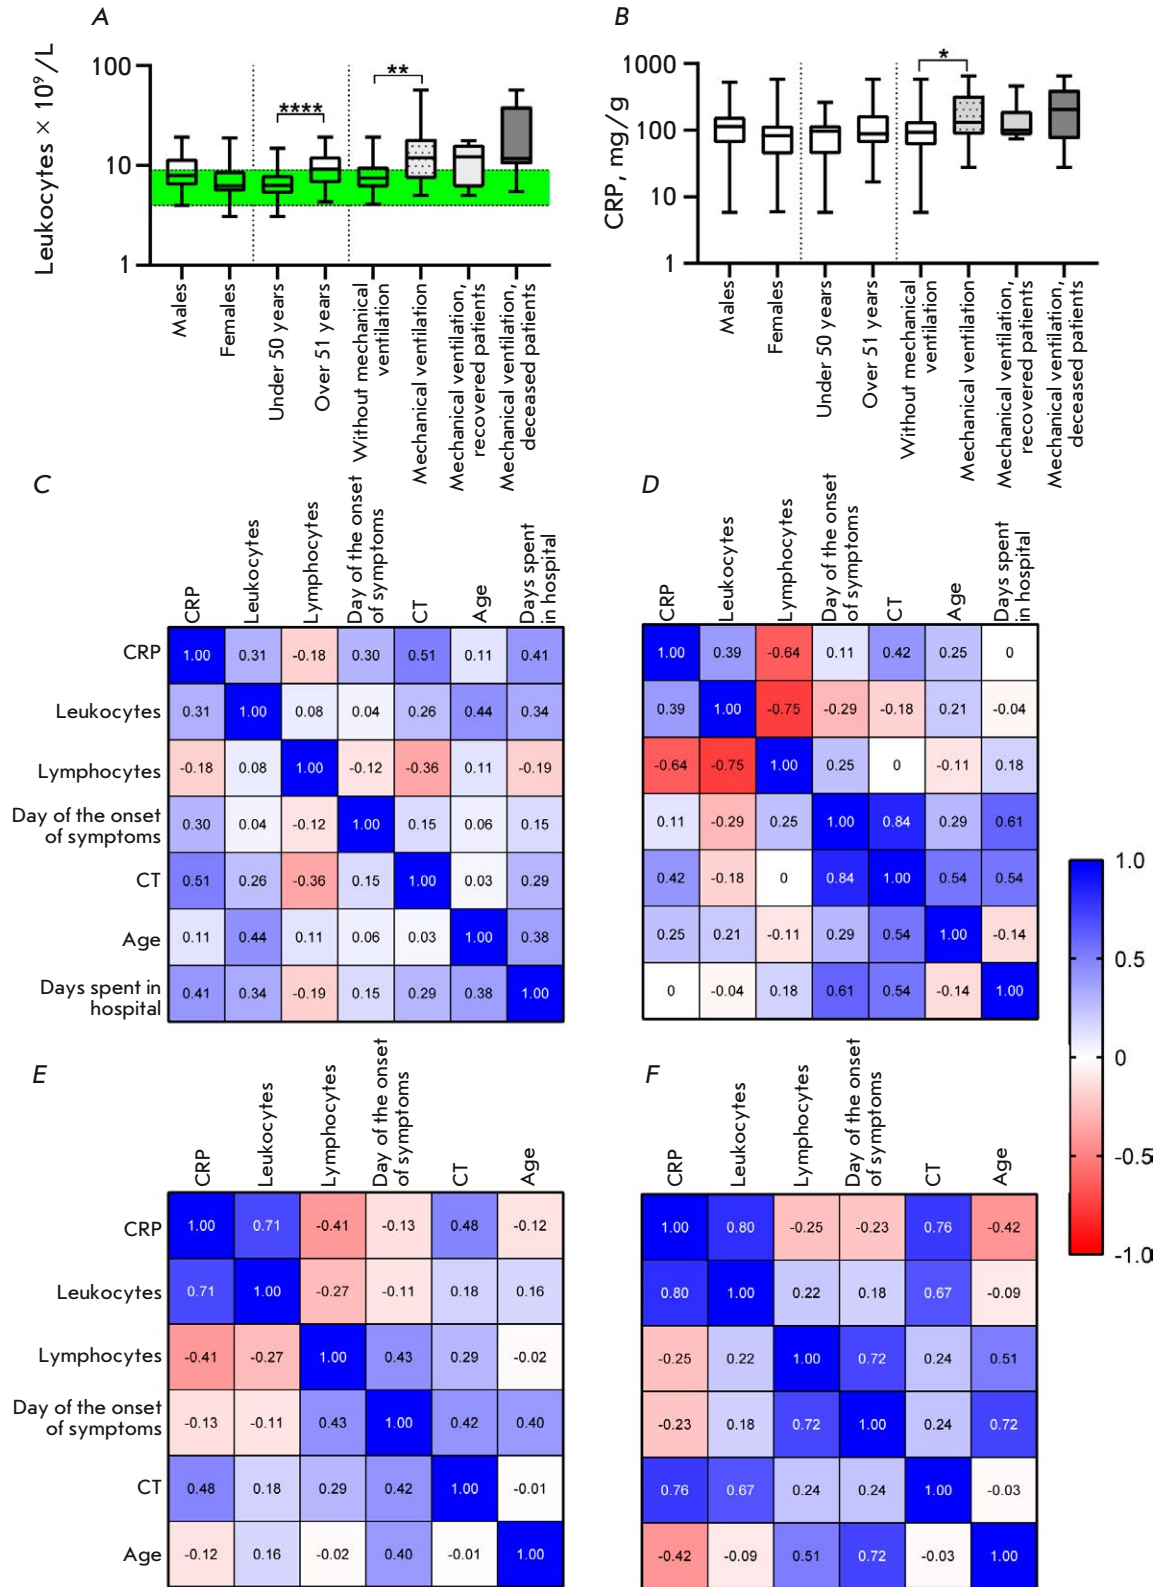 A
Leukocytes × 10⁹/L
100
10
1
****
**
Males
Females
Under 50 years
Over 51 years
Without mechanical
ventilation
Mechanical ventilation
Mechanical ventilation,
recovered patients
Mechanical ventilation,
deceased patients
B
CRP, mg/g
1000
100
10
1
*
Males
Females
Under 50 years
Over 51 years
Without mechanical
ventilation
Mechanical ventilation
Mechanical ventilation,
recovered patients
Mechanical ventilation,
deceased patients
C
CRP
Leukocytes
Lymphocytes
Day of the onset
of symptoms
CT
Age
Days spent
in hospital
CRP
1.00 0.31 -0.18 0.30 0.51 0.11 0.41
Leukocytes
0.31 1.00 0.08 0.04 0.26 0.44 0.34
Lymphocytes
-0.18 0.08 1.00 -0.12 -0.36 0.11 -0.19
Day of the onset
of symptoms
0.30 0.04 -0.12 1.00 0.15 0.06 0.15
CT
0.51 0.26 -0.36 0.15 1.00 0.03 0.29
Age
0.11 0.44 0.11 0.06 0.03 1.00 0.38
Days spent in
hospital
0.41 0.34 -0.19 0.15 0.29 0.38 1.00
D
CRP
Leukocytes
Lymphocytes
Day of the onset
of symptoms
CT
Age
Days spent
in hospital
1.00 0.39 -0.64 0.11 0.42 0.25 0
0.39 1.00 -0.75 -0.29 -0.18 0.21 -0.04
-0.64 -0.75 1.00 0.25 0 -0.11 0.18
0.11 -0.29 0.25 1.00 0.84 0.29 0.61
0.42 -0.18 0 0.84 1.00 0.54 0.54
0.25 0.21 -0.11 0.29 0.54 1.00 -0.14
0 -0.04 0.18 0.61 0.54 -0.14 1.00
1.0
0.5
0
-0.5
-1.0
E
CRP
Leukocytes
Lymphocytes
Day of the onset
of symptoms
CT
Age
CRP
1.00 0.71 -0.41 -0.13 0.48 -0.12
Leukocytes
0.71 1.00 -0.27 -0.11 0.18 0.16
Lymphocytes
-0.41 -0.27 1.00 0.43 0.29 -0.02
Day of the onset
of symptoms
-0.13 -0.11 0.43 1.00 0.42 0.40
CT
0.48 0.18 0.29 0.42 1.00 -0.01
Age
-0.12 0.16 -0.02 0.40 -0.01 1.00
F
CRP
Leukocytes
Lymphocytes
Day of the onset
of symptoms
CT
Age
1.00 0.80 -0.25 -0.23 0.76 -0.42
0.80 1.00 0.22 0.18 0.67 -0.09
-0.25 0.22 1.00 0.72 0.24 0.51
-0.23 0.18 0.72 1.00 0.24 0.72
0.76 0.67 0.24 0.24 1.00 -0.03
-0.42 -0.09 0.51 0.72 -0.03 1.00